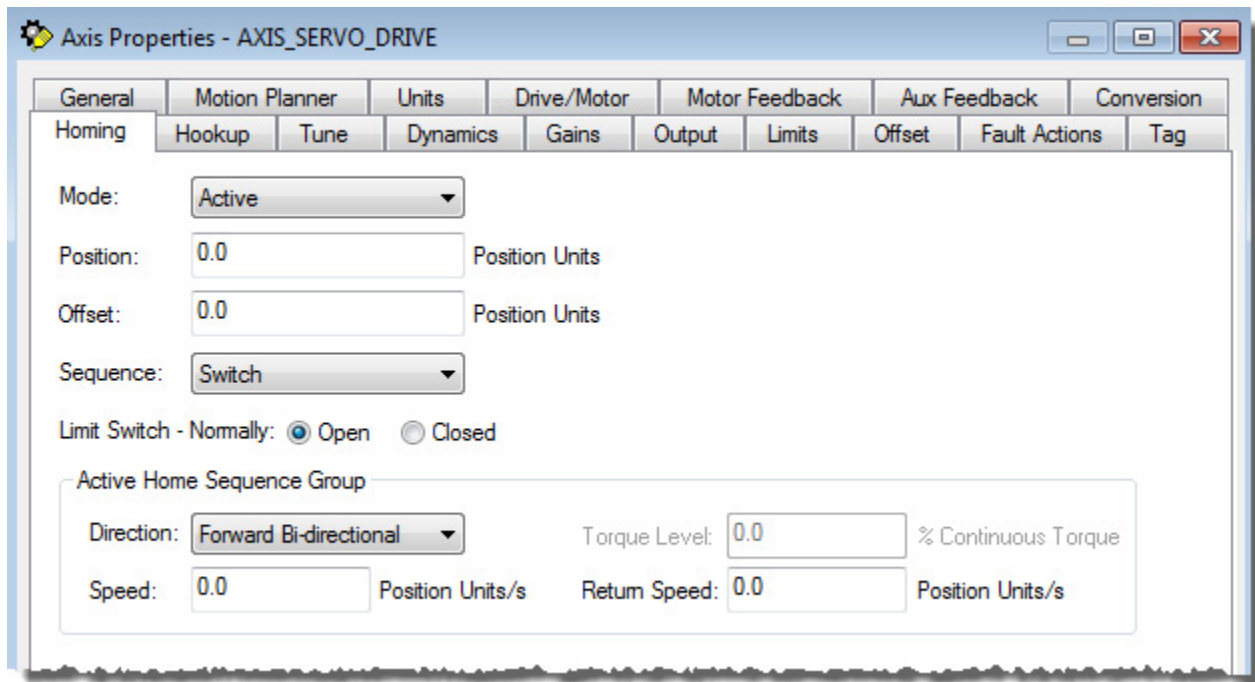 Axis Properties - AXIS_SERVO_DRIVE
General Motion Planner Units Drive/Motor Motor Feedback Aux Feedback Conversion
Homing Hookup Tune Dynamics Gains Output Limits Offset Fault Actions Tag
Mode: Active
Position: 0.0 Position Units
Offset: 0.0 Position Units
Sequence: Switch
Limit Switch - Normally: Open Closed
Active Home Sequence Group
Direction: Forward Bi-directional Torque Level: 0.0 % Continuous Torque
Speed: 0.0 Position Units/s Return Speed: 0.0 Position Units/s